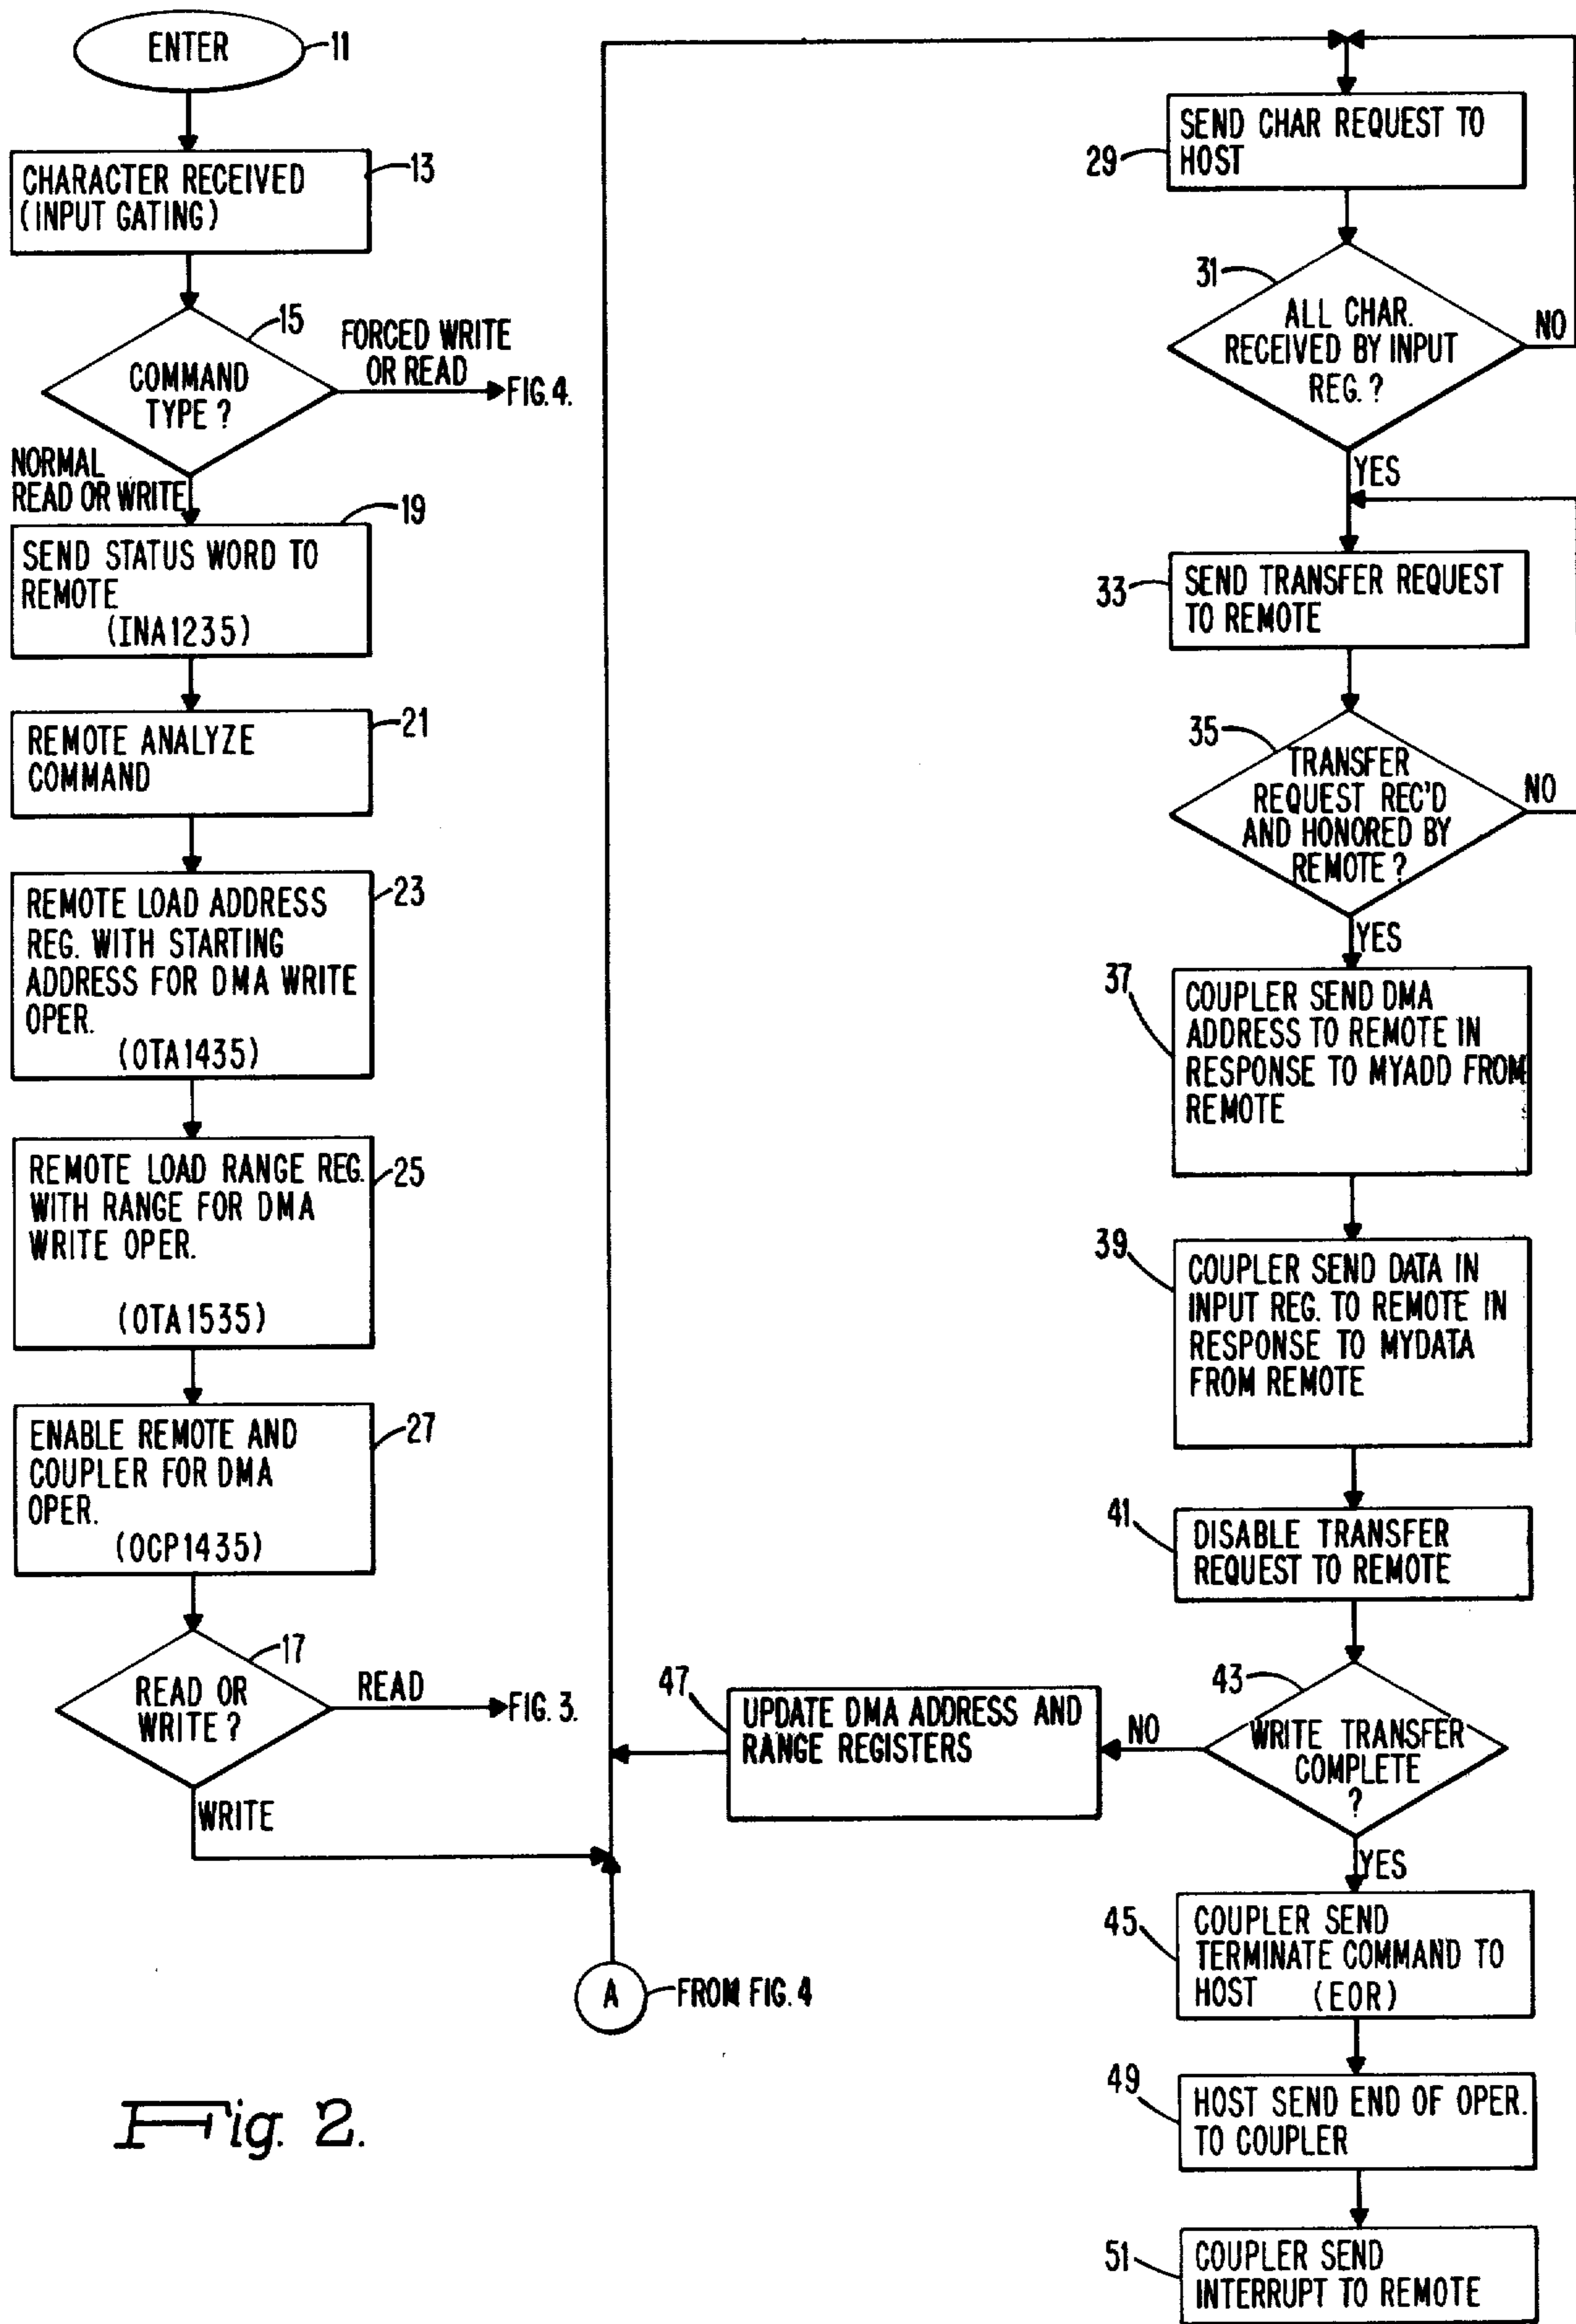 ENTER
11
CHARACTER RECEIVED
(INPUT GATING)
13
15
COMMAND
TYPE ?
FORCED WRITE
OR READ
FIG. 4.
NORMAL
READ OR WRITE
19
SEND STATUS WORD TO
REMOTE
(INA1235)
21
REMOTE ANALYZE
COMMAND
23
REMOTE LOAD ADDRESS
REG. WITH STARTING
ADDRESS FOR DMA WRITE
OPER.
(OTA1435)
25
REMOTE LOAD RANGE REG.
WITH RANGE FOR DMA
WRITE OPER.
(OTA1535)
27
ENABLE REMOTE AND
COUPLER FOR DMA
OPER.
(OCP1435)
17
READ OR
WRITE ?
READ
FIG. 3.
WRITE
A
FROM FIG. 4
29
SEND CHAR REQUEST TO
HOST
31
ALL CHAR.
RECEIVED BY INPUT
REG. ?
NO
YES
33
SEND TRANSFER REQUEST
TO REMOTE
35
TRANSFER
REQUEST REC'D
AND HONORED BY
REMOTE ?
NO
YES
37
COUPLER SEND DMA
ADDRESS TO REMOTE IN
RESPONSE TO MYADD FROM
REMOTE
39
COUPLER SEND DATA IN
INPUT REG. TO REMOTE IN
RESPONSE TO MYDATA
FROM REMOTE
41
DISABLE TRANSFER
REQUEST TO REMOTE
43
WRITE TRANSFER
COMPLETE
?
NO
47
UPDATE DMA ADDRESS AND
RANGE REGISTERS
YES
45
COUPLER SEND
TERMINATE COMMAND TO
HOST (EOR)
49
HOST SEND END OF OPER.
TO COUPLER
51
COUPLER SEND
INTERRUPT TO REMOTE
Fig. 2.